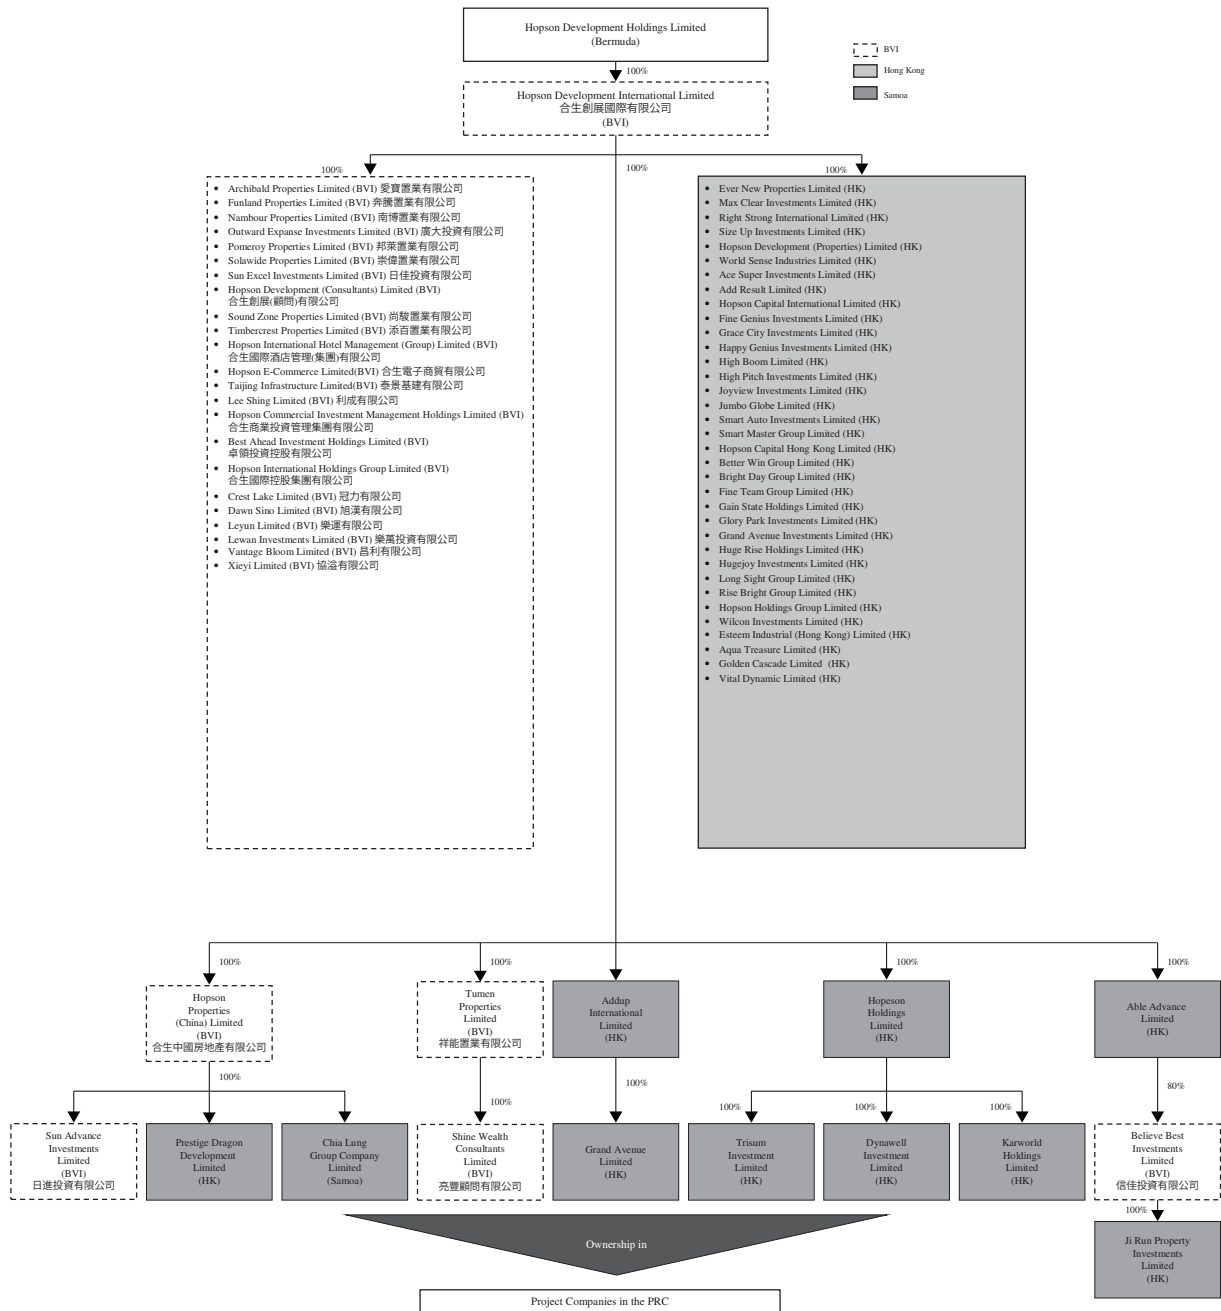 Hopson Development Holdings Limited
(Bermuda)
BVI
Hong Kong
Samoa
100%
Hopson Development International Limited
合生創展國際有限公司
(BVI)
100%
100%
100%
• Archibald Properties Limited (BVI) 愛寶置業有限公司
• Funland Properties Limited (BVI) 奔騰置業有限公司
• Nambour Properties Limited (BVI) 南博置業有限公司
• Outward Expanse Investments Limited (BVI) 廣大投資有限公司
• Pomeroy Properties Limited (BVI) 邦萊置業有限公司
• Solawide Properties Limited (BVI) 崇偉置業有限公司
• Sun Excel Investments Limited (BVI) 日佳投資有限公司
• Hopson Development (Consultants) Limited (BVI)
合生創展(顧問)有限公司
• Sound Zone Properties Limited (BVI) 尚駿置業有限公司
• Timbercrest Properties Limited (BVI) 添百置業有限公司
• Hopson International Hotel Management (Group) Limited (BVI)
合生國際酒店管理(集團)有限公司
• Hopson E-Commerce Limited(BVI) 合生電子商貿有限公司
• Taijing Infrastructure Limited(BVI) 泰景基建有限公司
• Lee Shing Limited (BVI) 利成有限公司
• Hopson Commercial Investment Management Holdings Limited (BVI)
合生商業投資管理集團有限公司
• Best Ahead Investment Holdings Limited (BVI)
卓領投資控股有限公司
• Hopson International Holdings Group Limited (BVI)
合生國際控股集團有限公司
• Crest Lake Limited (BVI) 冠力有限公司
• Dawn Sino Limited (BVI) 旭漢有限公司
• Leyun Limited (BVI) 樂運有限公司
• Lewan Investments Limited (BVI) 樂萬投資有限公司
• Vantage Bloom Limited (BVI) 昌利有限公司
• Xieyi Limited (BVI) 協溢有限公司
• Ever New Properties Limited (HK)
• Max Clear Investments Limited (HK)
• Right Strong International Limited (HK)
• Size Up Investments Limited (HK)
• Hopson Development (Properties) Limited (HK)
• World Sense Industries Limited (HK)
• Ace Super Investments Limited (HK)
• Add Result Limited (HK)
• Hopson Capital International Limited (HK)
• Fine Genius Investments Limited (HK)
• Grace City Investments Limited (HK)
• Happy Genius Investments Limited (HK)
• High Boom Limited (HK)
• High Pitch Investments Limited (HK)
• Joyview Investments Limited (HK)
• Jumbo Globe Limited (HK)
• Smart Auto Investments Limited (HK)
• Smart Master Group Limited (HK)
• Hopson Capital Hong Kong Limited (HK)
• Better Win Group Limited (HK)
• Bright Day Group Limited (HK)
• Fine Team Group Limited (HK)
• Gain State Holdings Limited (HK)
• Glory Park Investments Limited (HK)
• Grand Avenue Investments Limited (HK)
• Huge Rise Holdings Limited (HK)
• Hugejoy Investments Limited (HK)
• Long Sight Group Limited (HK)
• Rise Bright Group Limited (HK)
• Hopson Holdings Group Limited (HK)
• Wilcon Investments Limited (HK)
• Esteem Industrial (Hong Kong) Limited (HK)
• Aqua Treasure Limited (HK)
• Golden Cascade Limited (HK)
• Vital Dynamic Limited (HK)
100%
100%
100%
100%
100%
Hopson
Properties
(China) Limited
(BVI)
合生中國房地產有限公司
Tumen
Properties
Limited
(BVI)
祥能置業有限公司
Addup
International
Limited
(HK)
Hopeson
Holdings
Limited
(HK)
Able Advance
Limited
(HK)
100%
100%
100%
100%
100%
100%
80%
Sun Advance
Investments
Limited
(BVI)
日進投資有限公司
Prestige Dragon
Development
Limited
(HK)
Chia Lung
Group Company
Limited
(Samoa)
Shine Wealth
Consultants
Limited
(BVI)
亮豐顧問有限公司
Grand Avenue
Limited
(HK)
Trisum
Investment
Limited
(HK)
Dynawell
Investment
Limited
(HK)
Karworld
Holdings
Limited
(HK)
Believe Best
Investments
Limited
(BVI)
信佳投資有限公司
100%
Ji Run Property
Investments
Limited
(HK)
Ownership in
Project Companies in the PRC